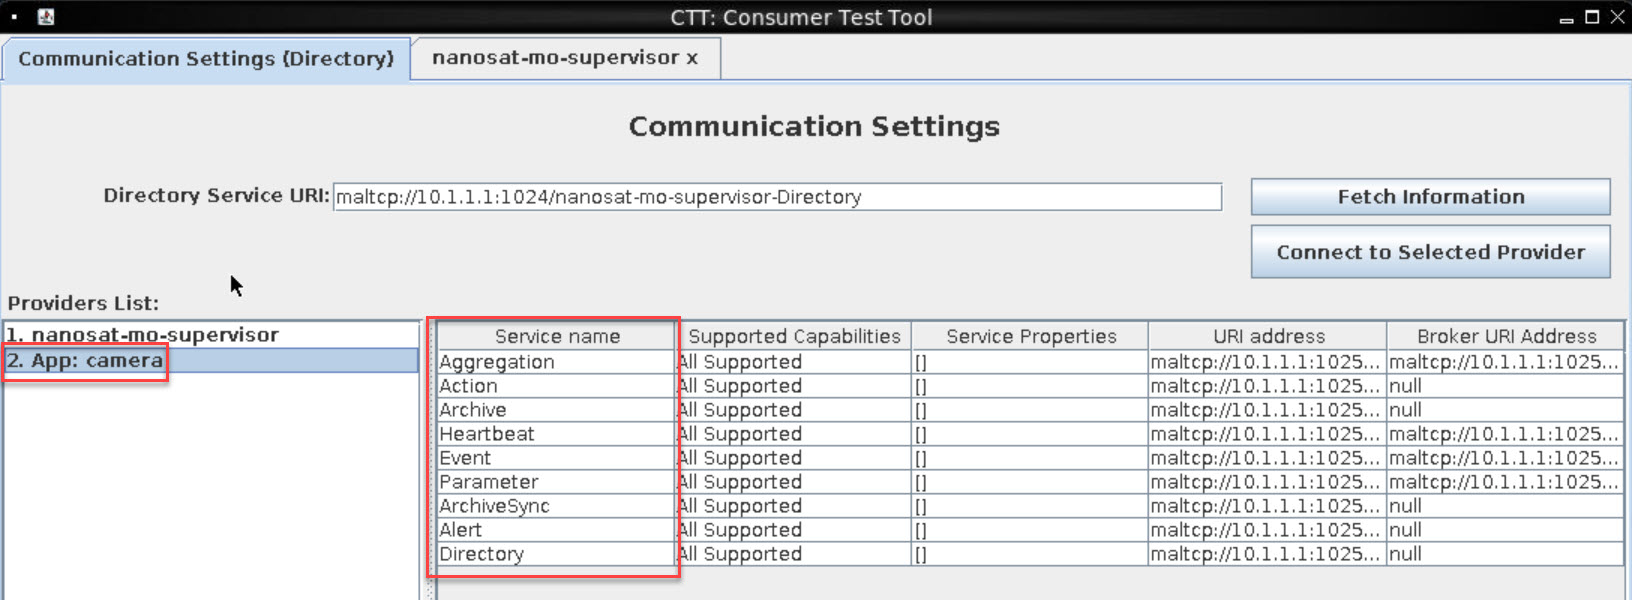 CTT: Consumer Test Tool
Communication Settings (Directory) nanosat-mo-supervisor x
Communication Settings
Directory Service URI: maltcp://10.1.1.1:1024/nanosat-mo-supervisor-Directory Fetch Information
Connect to Selected Provider
Providers List:
1. nanosat-mo-supervisor
2. App: camera
Service name Supported Capabilities Service Properties URI address Broker URI Address
Aggregation All Supported [] maltcp://10.1.1.1:1025... maltcp://10.1.1.1:1025...
Action All Supported [] maltcp://10.1.1.1:1025... null
Archive All Supported [] maltcp://10.1.1.1:1025... null
Heartbeat All Supported [] maltcp://10.1.1.1:1025... maltcp://10.1.1.1:1025...
Event All Supported [] maltcp://10.1.1.1:1025... maltcp://10.1.1.1:1025...
Parameter All Supported [] maltcp://10.1.1.1:1025... maltcp://10.1.1.1:1025...
ArchiveSync All Supported [] maltcp://10.1.1.1:1025... null
Alert All Supported [] maltcp://10.1.1.1:1025... null
Directory All Supported [] maltcp://10.1.1.1:1025... null